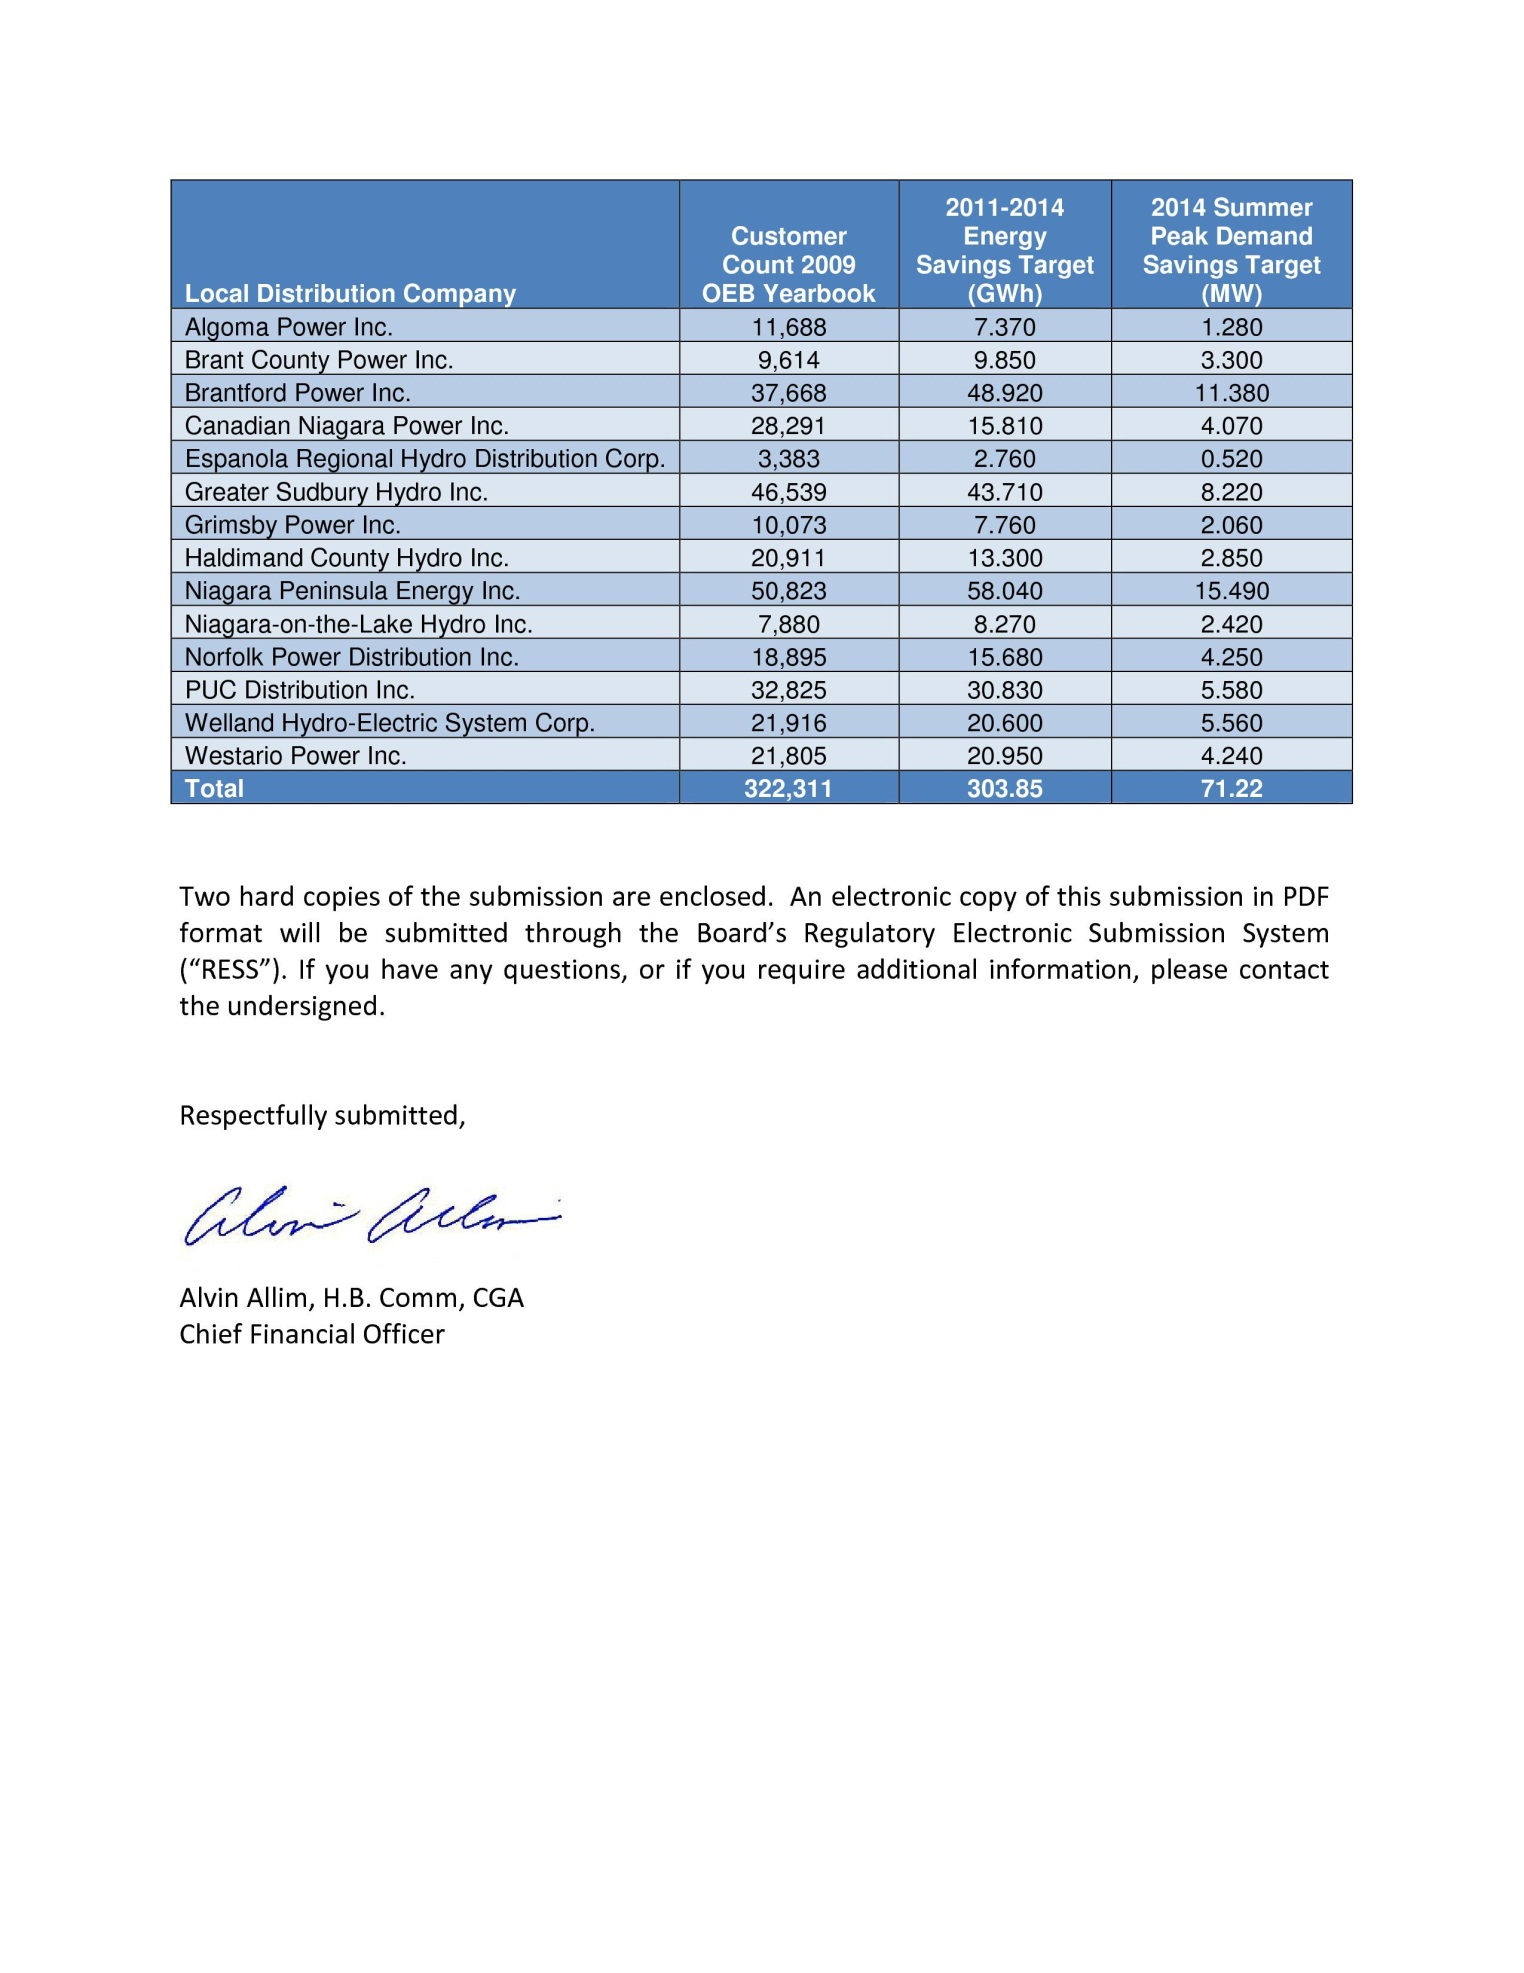 Local Distribution Company Customer Count 2009 OEB Yearbook 2011-2014 Energy Savings Target (GWh) 2014 Summer Peak Demand Savings Target (MW)
Algoma Power Inc. 11,688 7.370 1.280
Brant County Power Inc. 9,614 9.850 3.300
Brantford Power Inc. 37,668 48.920 11.380
Canadian Niagara Power Inc. 28,291 15.810 4.070
Espanola Regional Hydro Distribution Corp. 3,383 2.760 0.520
Greater Sudbury Hydro Inc. 46,539 43.710 8.220
Grimsby Power Inc. 10,073 7.760 2.060
Haldimand County Hydro Inc. 20,911 13.300 2.850
Niagara Peninsula Energy Inc. 50,823 58.040 15.490
Niagara-on-the-Lake Hydro Inc. 7,880 8.270 2.420
Norfolk Power Distribution Inc. 18,895 15.680 4.250
PUC Distribution Inc. 32,825 30.830 5.580
Welland Hydro-Electric System Corp. 21,916 20.600 5.560
Westario Power Inc. 21,805 20.950 4.240
Total 322,311 303.85 71.22
Two hard copies of the submission are enclosed.  An electronic copy of this submission in PDF
format will be submitted through the Board’s Regulatory Electronic Submission System
(“RESS”). If you have any questions, or if you require additional information, please contact
the undersigned.
Respectfully submitted,
Alvin Allim, H.B. Comm, CGA
Chief Financial Officer